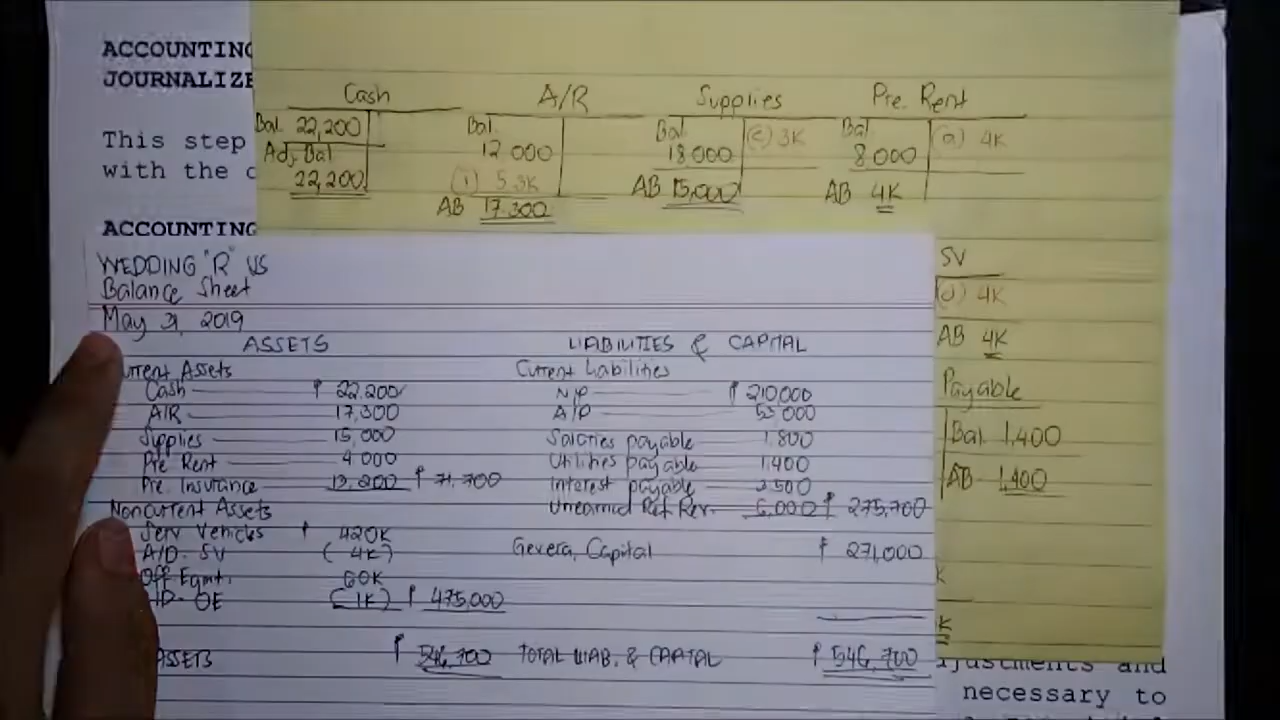 ACCOUNTING
JOURNALIZE
This step
with the
ACCOUNTING
Cash
Bal. 22,200
Adj. Bal
22,200
A/R
Bal.
12 000
5.3K
AB 17.300
Supplies
Bal
18,000
3K
AB 15,000
Pre. Rent
Bal
8,000
(a) 4K
AB 4K
SV
(d) 4K
AB 4K
Payable
Bal. 1,400
AB 1,400
K
K
WEDDING "R" US
Balance Sheet
May 31, 2019
ASSETS
Current Assets
Cash ₱ 22,200
A/R 17,300
Supplies 15,000
Pre Rent 4,000
Pre. Insurance 13,200 ₱ 71,700
Noncurrent Assets
Serv Vehicles ₱ 420K
A/D- SV (4K)
Off Eqmt. 60K
OE (1K) ₱ 475,000
ASSETS ₱ 546,700
LIABILITIES & CAPITAL
Current Liabilities
N/P ₱ 210,000
A/P 53 000
Salaries payable 1,800
Utilities payable 1,400
Interest payable 3,500
Unearned Ref. Rev. 6,000 ₱ 275,700
Gevera, Capital ₱ 271,000
TOTAL LIAB. & CAPITAL ₱ 546,700
adjustments and
necessary to